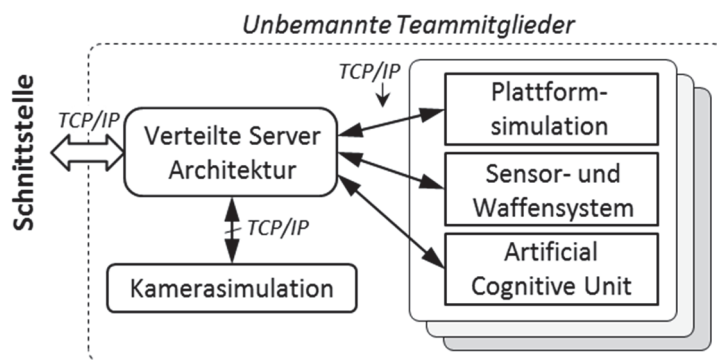 Unbemannte Teammitglieder
Schnittstelle
TCP/IP
Verteilte Server
Architektur
TCP/IP
Kamerasimulation
TCP/IP
Plattform-
simulation
Sensor- und
Waffensystem
Artificial
Cognitive Unit